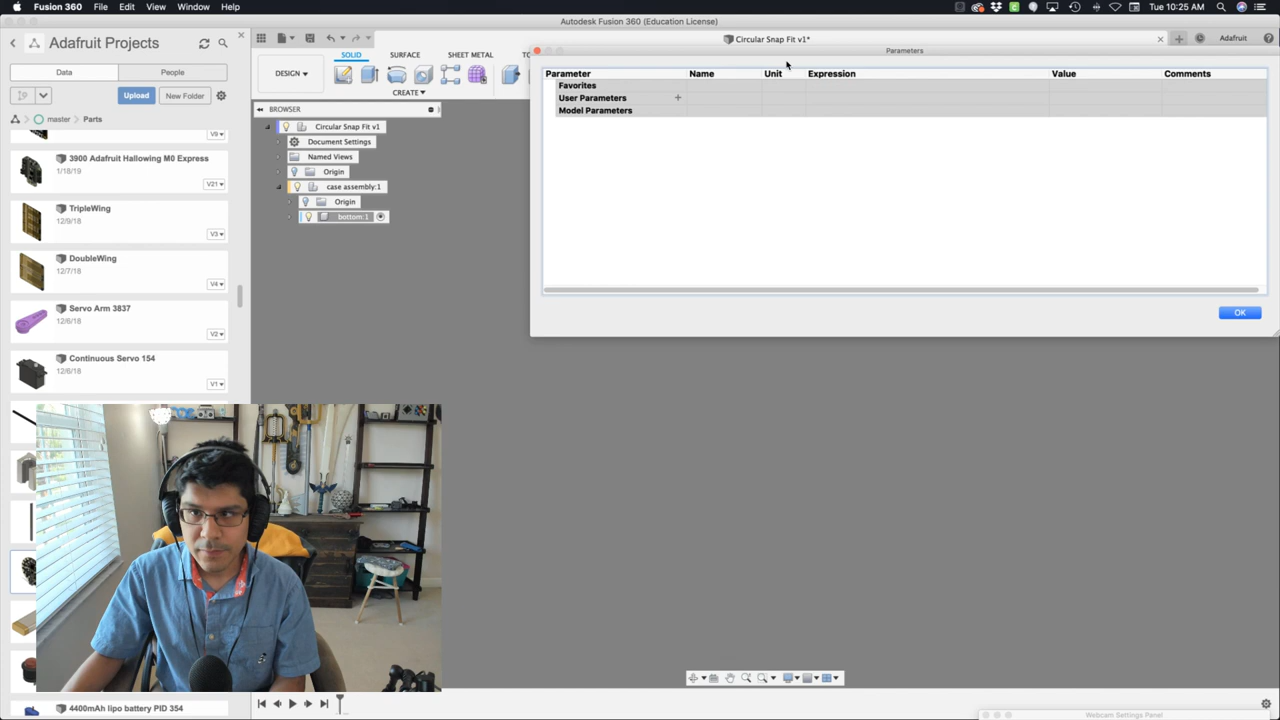 Fusion 360 File Edit View Window Help
Tue 10:25 AM
Autodesk Fusion 360 (Education License)
Adafruit Projects
Data People
Upload New Folder
master > Parts
V9▾
3900 Adafruit Hallowing M0 Express
1/18/19
V21▾
TripleWing
12/9/18
V3▾
DoubleWing
12/7/18
V4▾
Servo Arm 3837
12/6/18
V2▾
Continuous Servo 154
12/6/18
V1▾
4400mAh lipo battery PID 354
Circular Snap Fit v1*
Adafruit
SOLID SURFACE SHEET METAL
DESIGN ▾
CREATE ▾
BROWSER
Circular Snap Fit v1
Document Settings
Named Views
Origin
case assembly:1
Origin
bottom:1
Parameters
Parameter Name Unit Expression Value Comments
Favorites
User Parameters +
Model Parameters
OK
Webcam Settings Panel